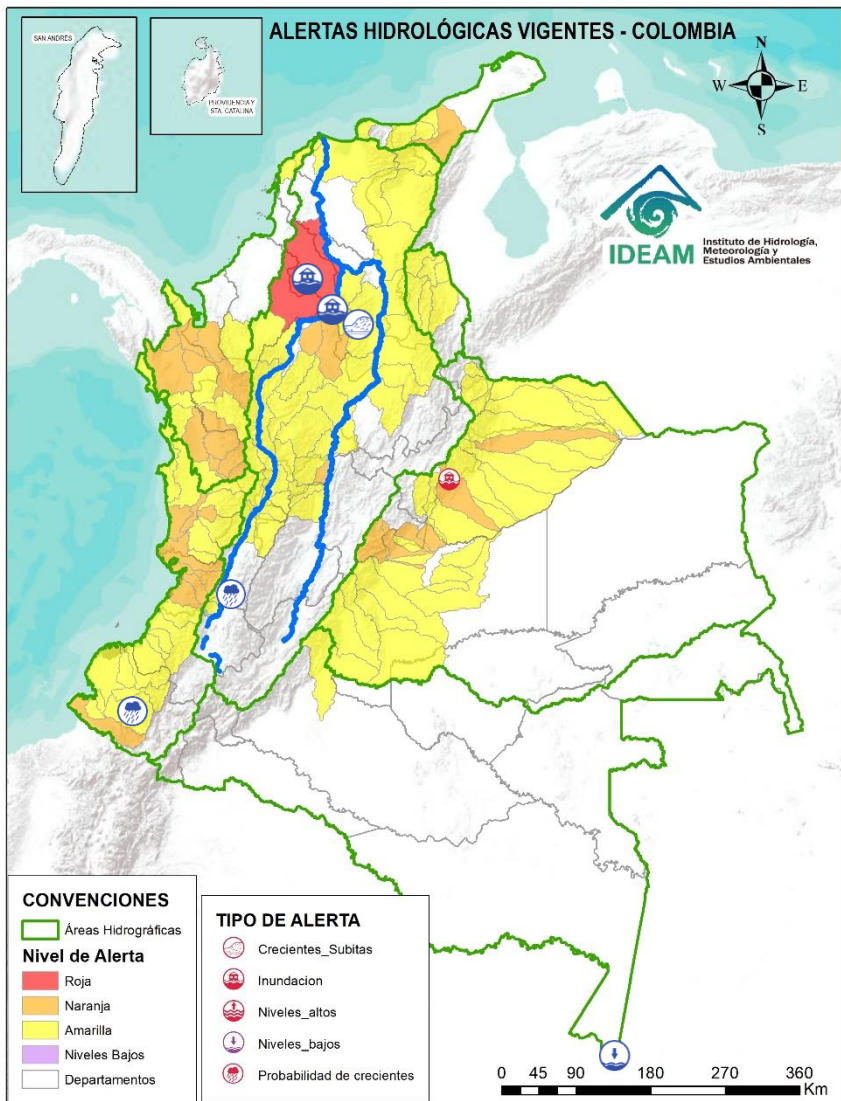 ALERTAS HIDROLÓGICAS VIGENTES - COLOMBIA
SAN ANDRÉS
PROVIDENCIA Y
STA. CATALINA
N
W
E
S
IDEAM
Instituto de Hidrología,
Meteorología y
Estudios Ambientales
CONVENCIONES
Áreas Hidrográficas
Nivel de Alerta
Roja
Naranja
Amarilla
Niveles Bajos
Departamentos
TIPO DE ALERTA
Crecientes_Subitas
Inundacion
Niveles_altos
Niveles_bajos
Probabilidad de crecientes
0 45 90 180 270 360
Km